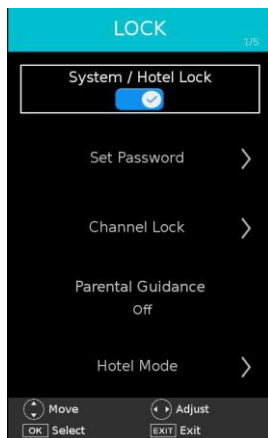 LOCK
1/5
System / Hotel Lock
Set Password
Channel Lock
Parental Guidance
Off
Hotel Mode
Move
Adjust
OK Select
EXIT Exit